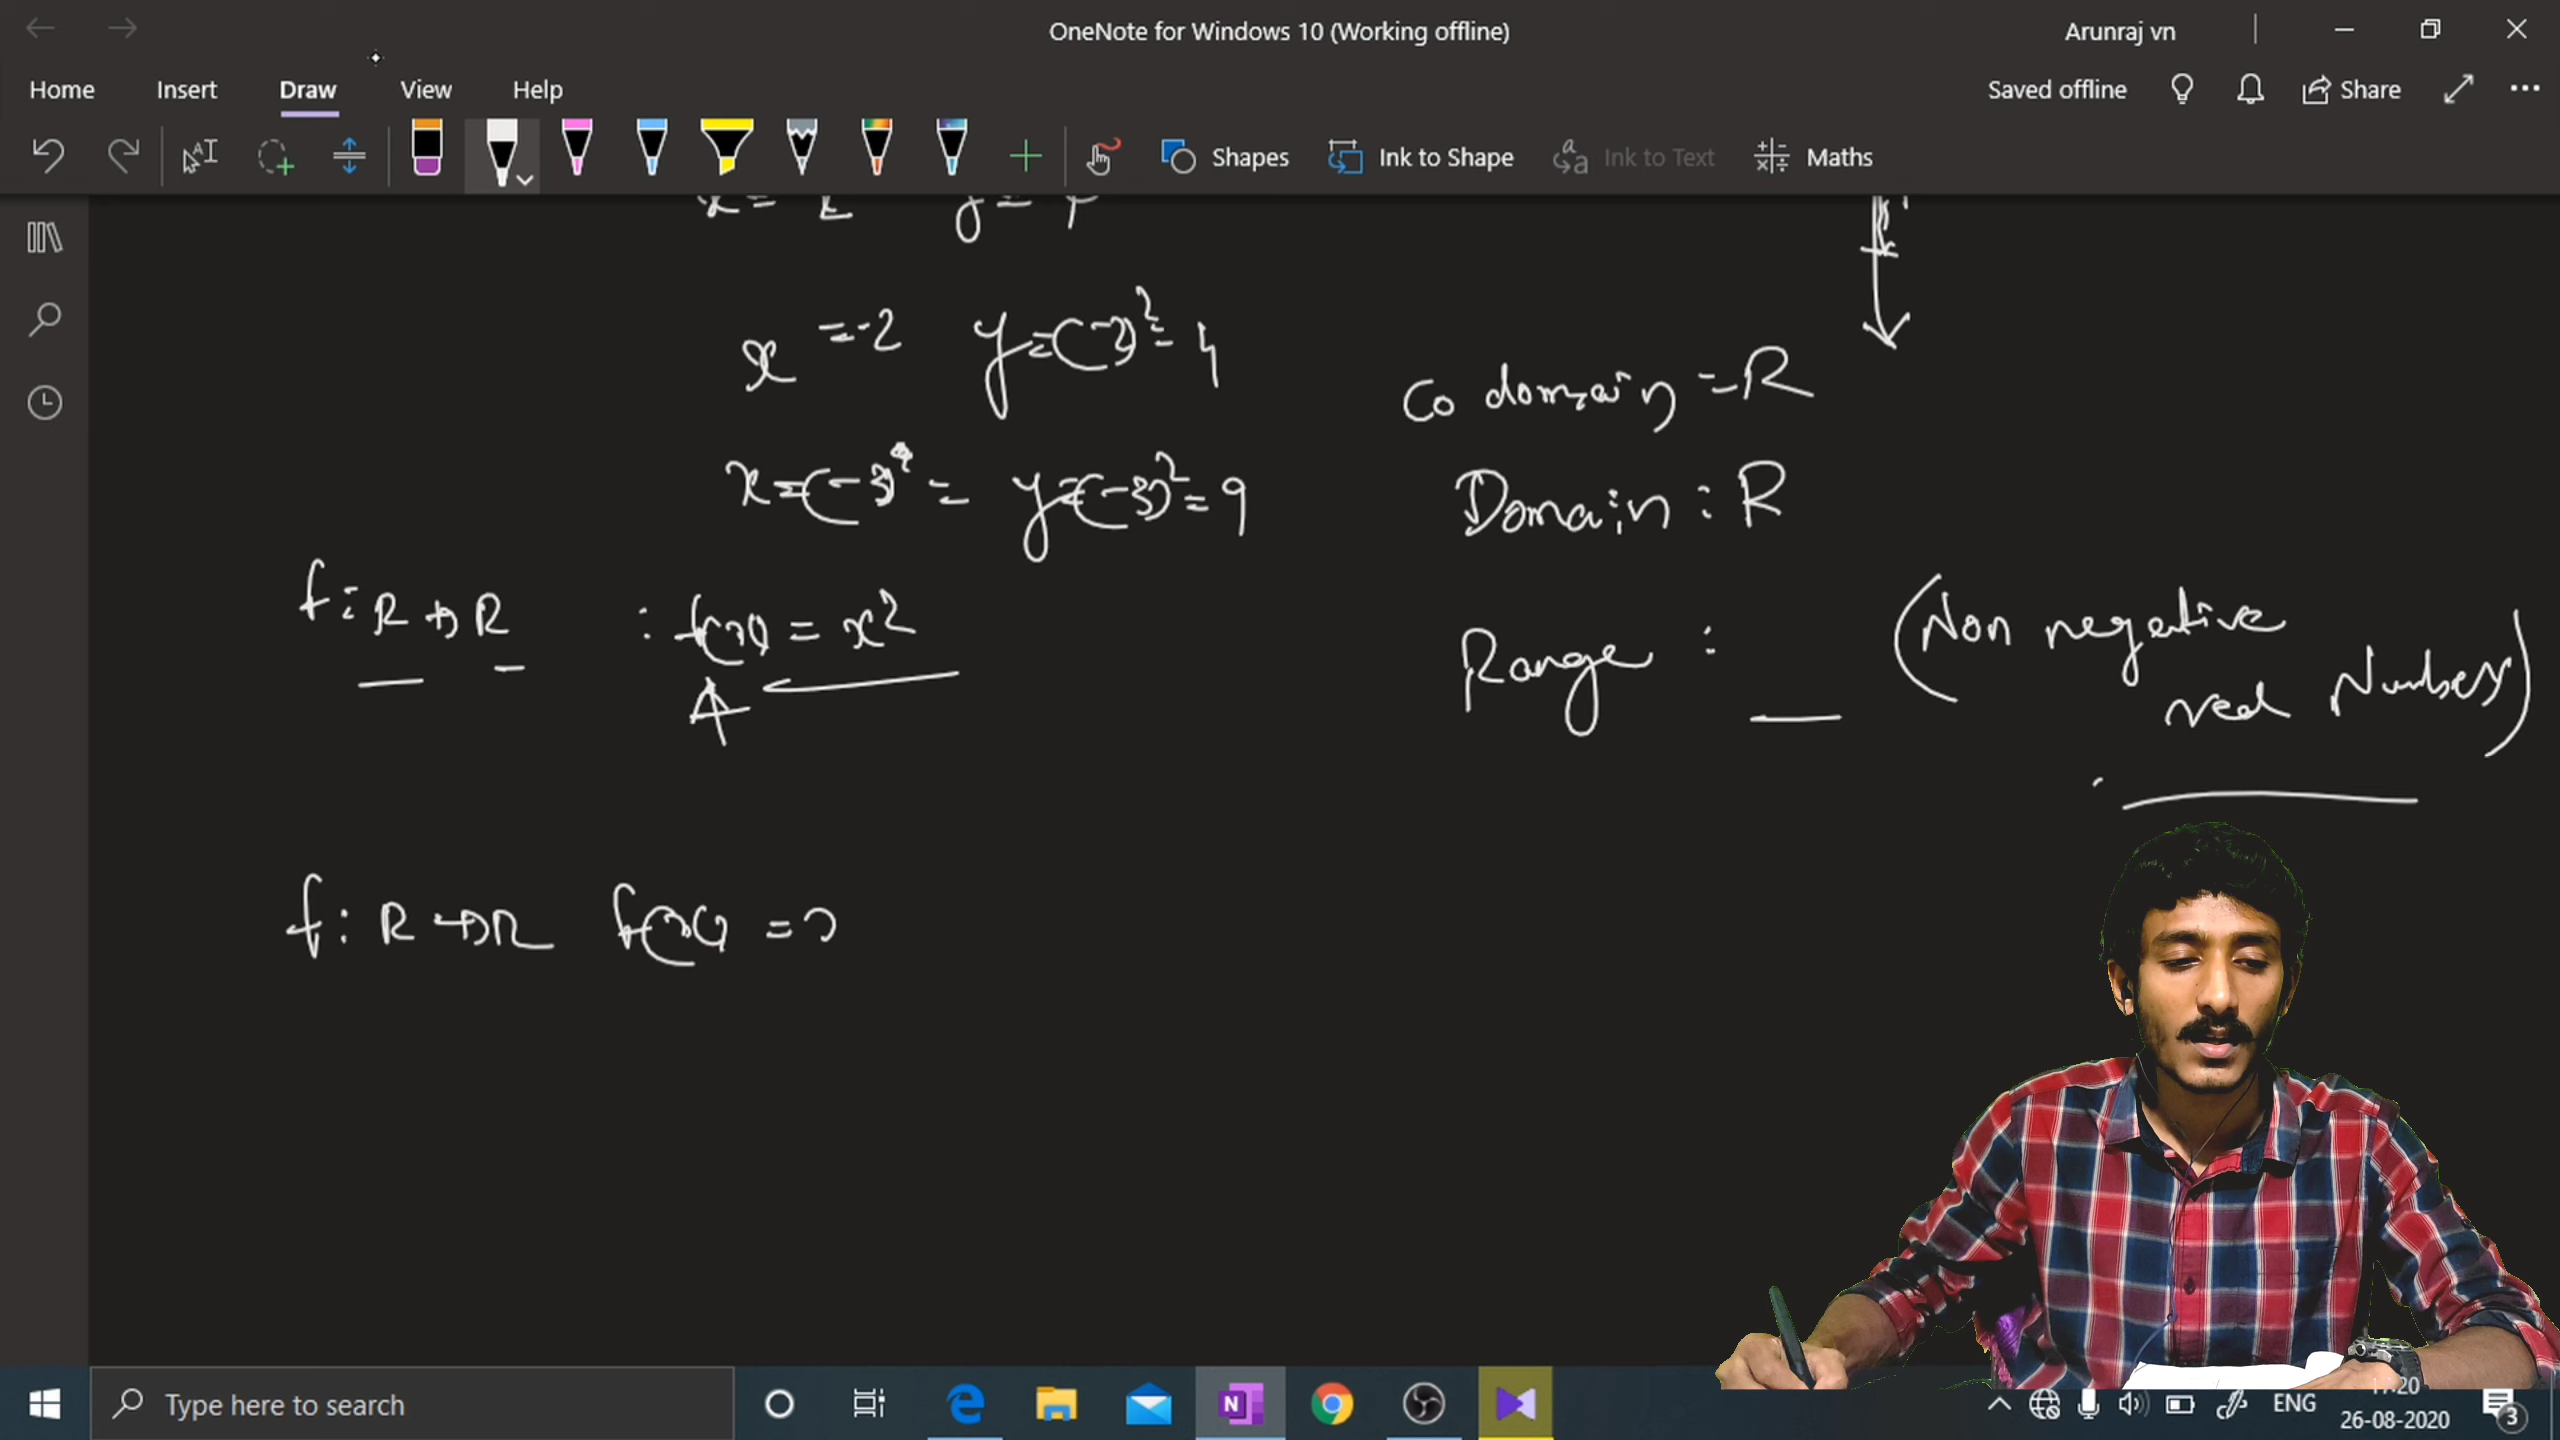 OneNote for Windows 10 (Working offline)
Arunraj vn
Home Insert Draw View Help
Saved offline Share
Shapes Ink to Shape Ink to Text Maths
x = -2 y=(-2)²= 4
Co domain = R
x=(-3) = y=(-3)²=9
Domain : R
f:R→R : f(x) = x²
Range : (Non negative
real Numbers)
f: R→R f(x) =
Type here to search
ENG
26-08-2020
3